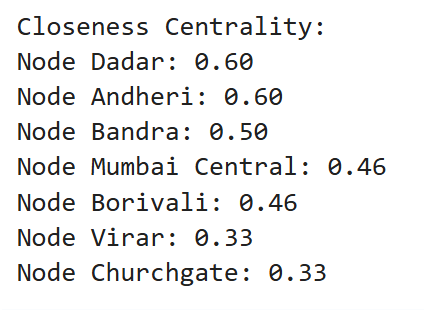 Closeness Centrality:
Node Dadar: 0.60
Node Andheri: 0.60
Node Bandra: 0.50
Node Mumbai Central: 0.46
Node Borivali: 0.46
Node Virar: 0.33
Node Churchgate: 0.33